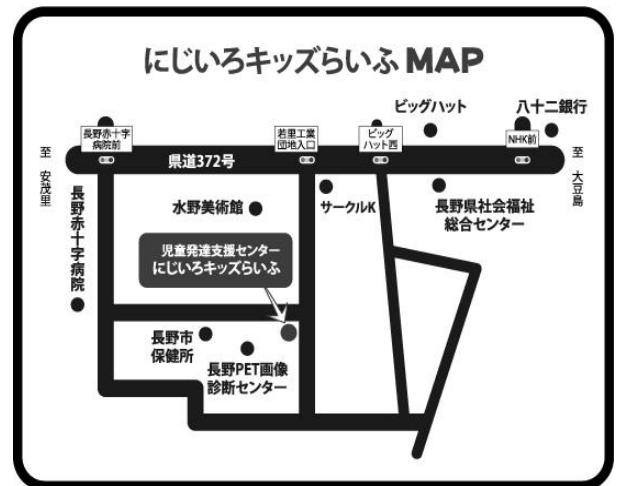 にじいろキッズらいふ MAP
ビッグハット
八十二銀行
長野赤十字
病院前
若里工業
団地入口
ビッグ
ハット西
NHK前
至 安茂里
県道372号
至 大豆島
長野赤十字病院
水野美術館
サークルK
長野県社会福祉
総合センター
児童発達支援センター
にじいろキッズらいふ
長野市
保健所
長野PET画像
診断センター